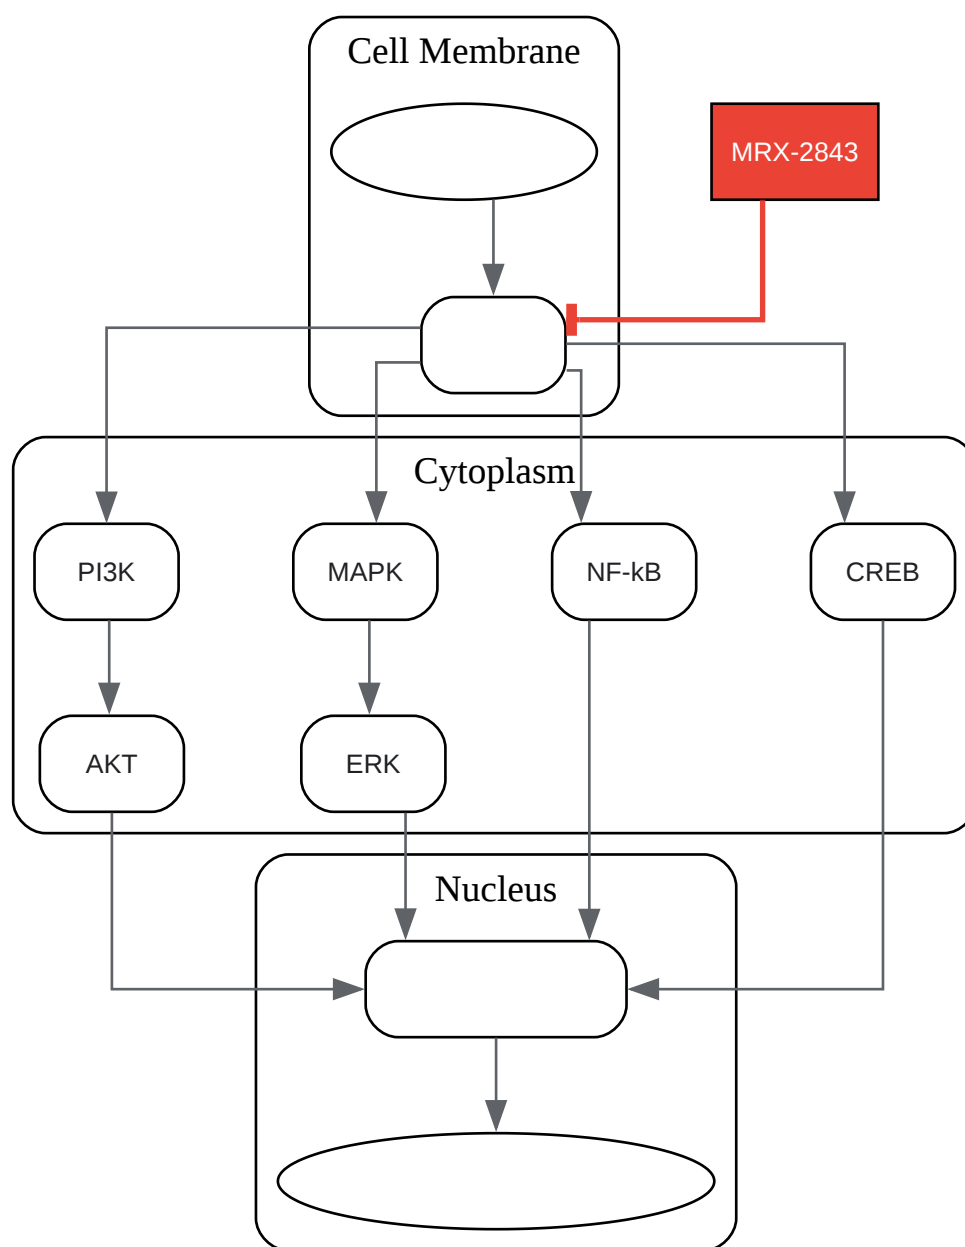 Cell Membrane
MRX-2843
Cytoplasm
PI3K
MAPK
NF-kB
CREB
AKT
ERK
Nucleus